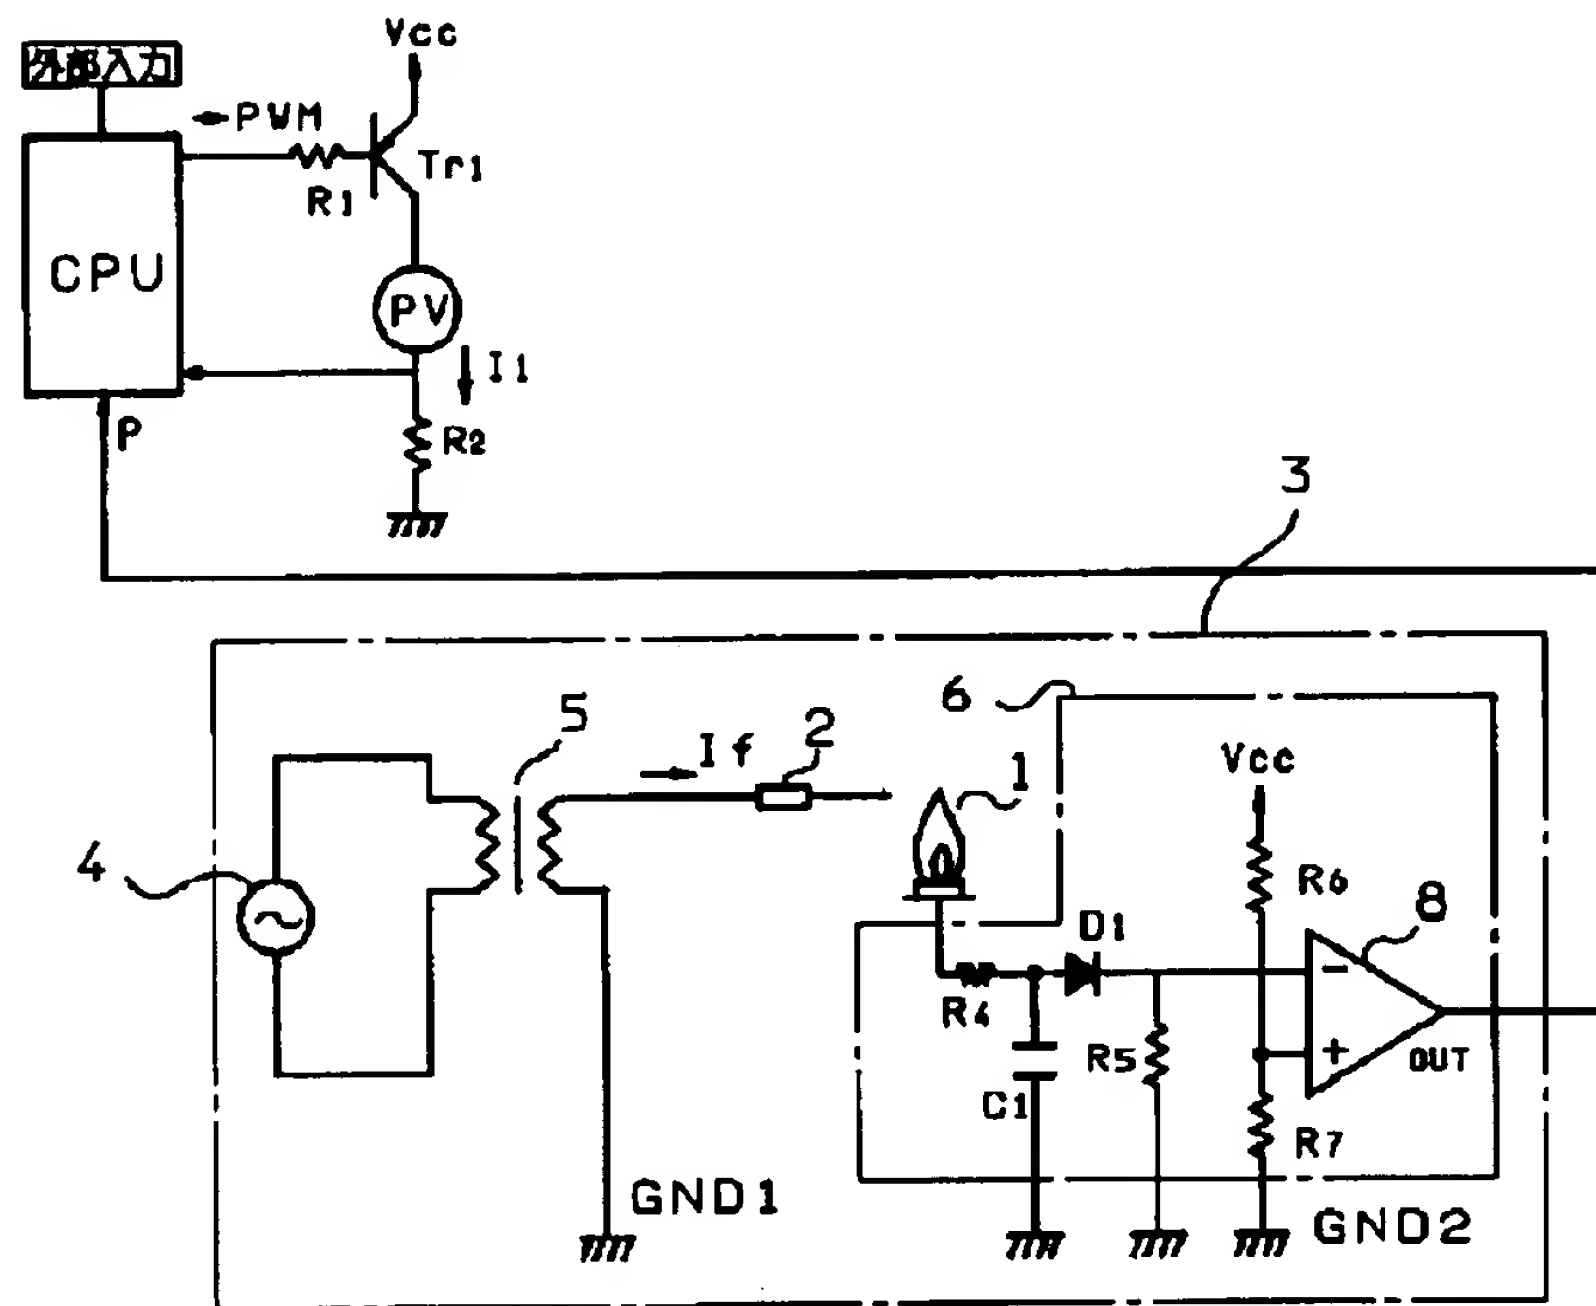 Vcc
外部入力
PWM
Tr1
R1
CPU
PV
I1
P
R2
3
6
5
If
2
1
Vcc
4
R6
8
D1
−
R4
R5
+
OUT
C1
R7
GND1
GND2